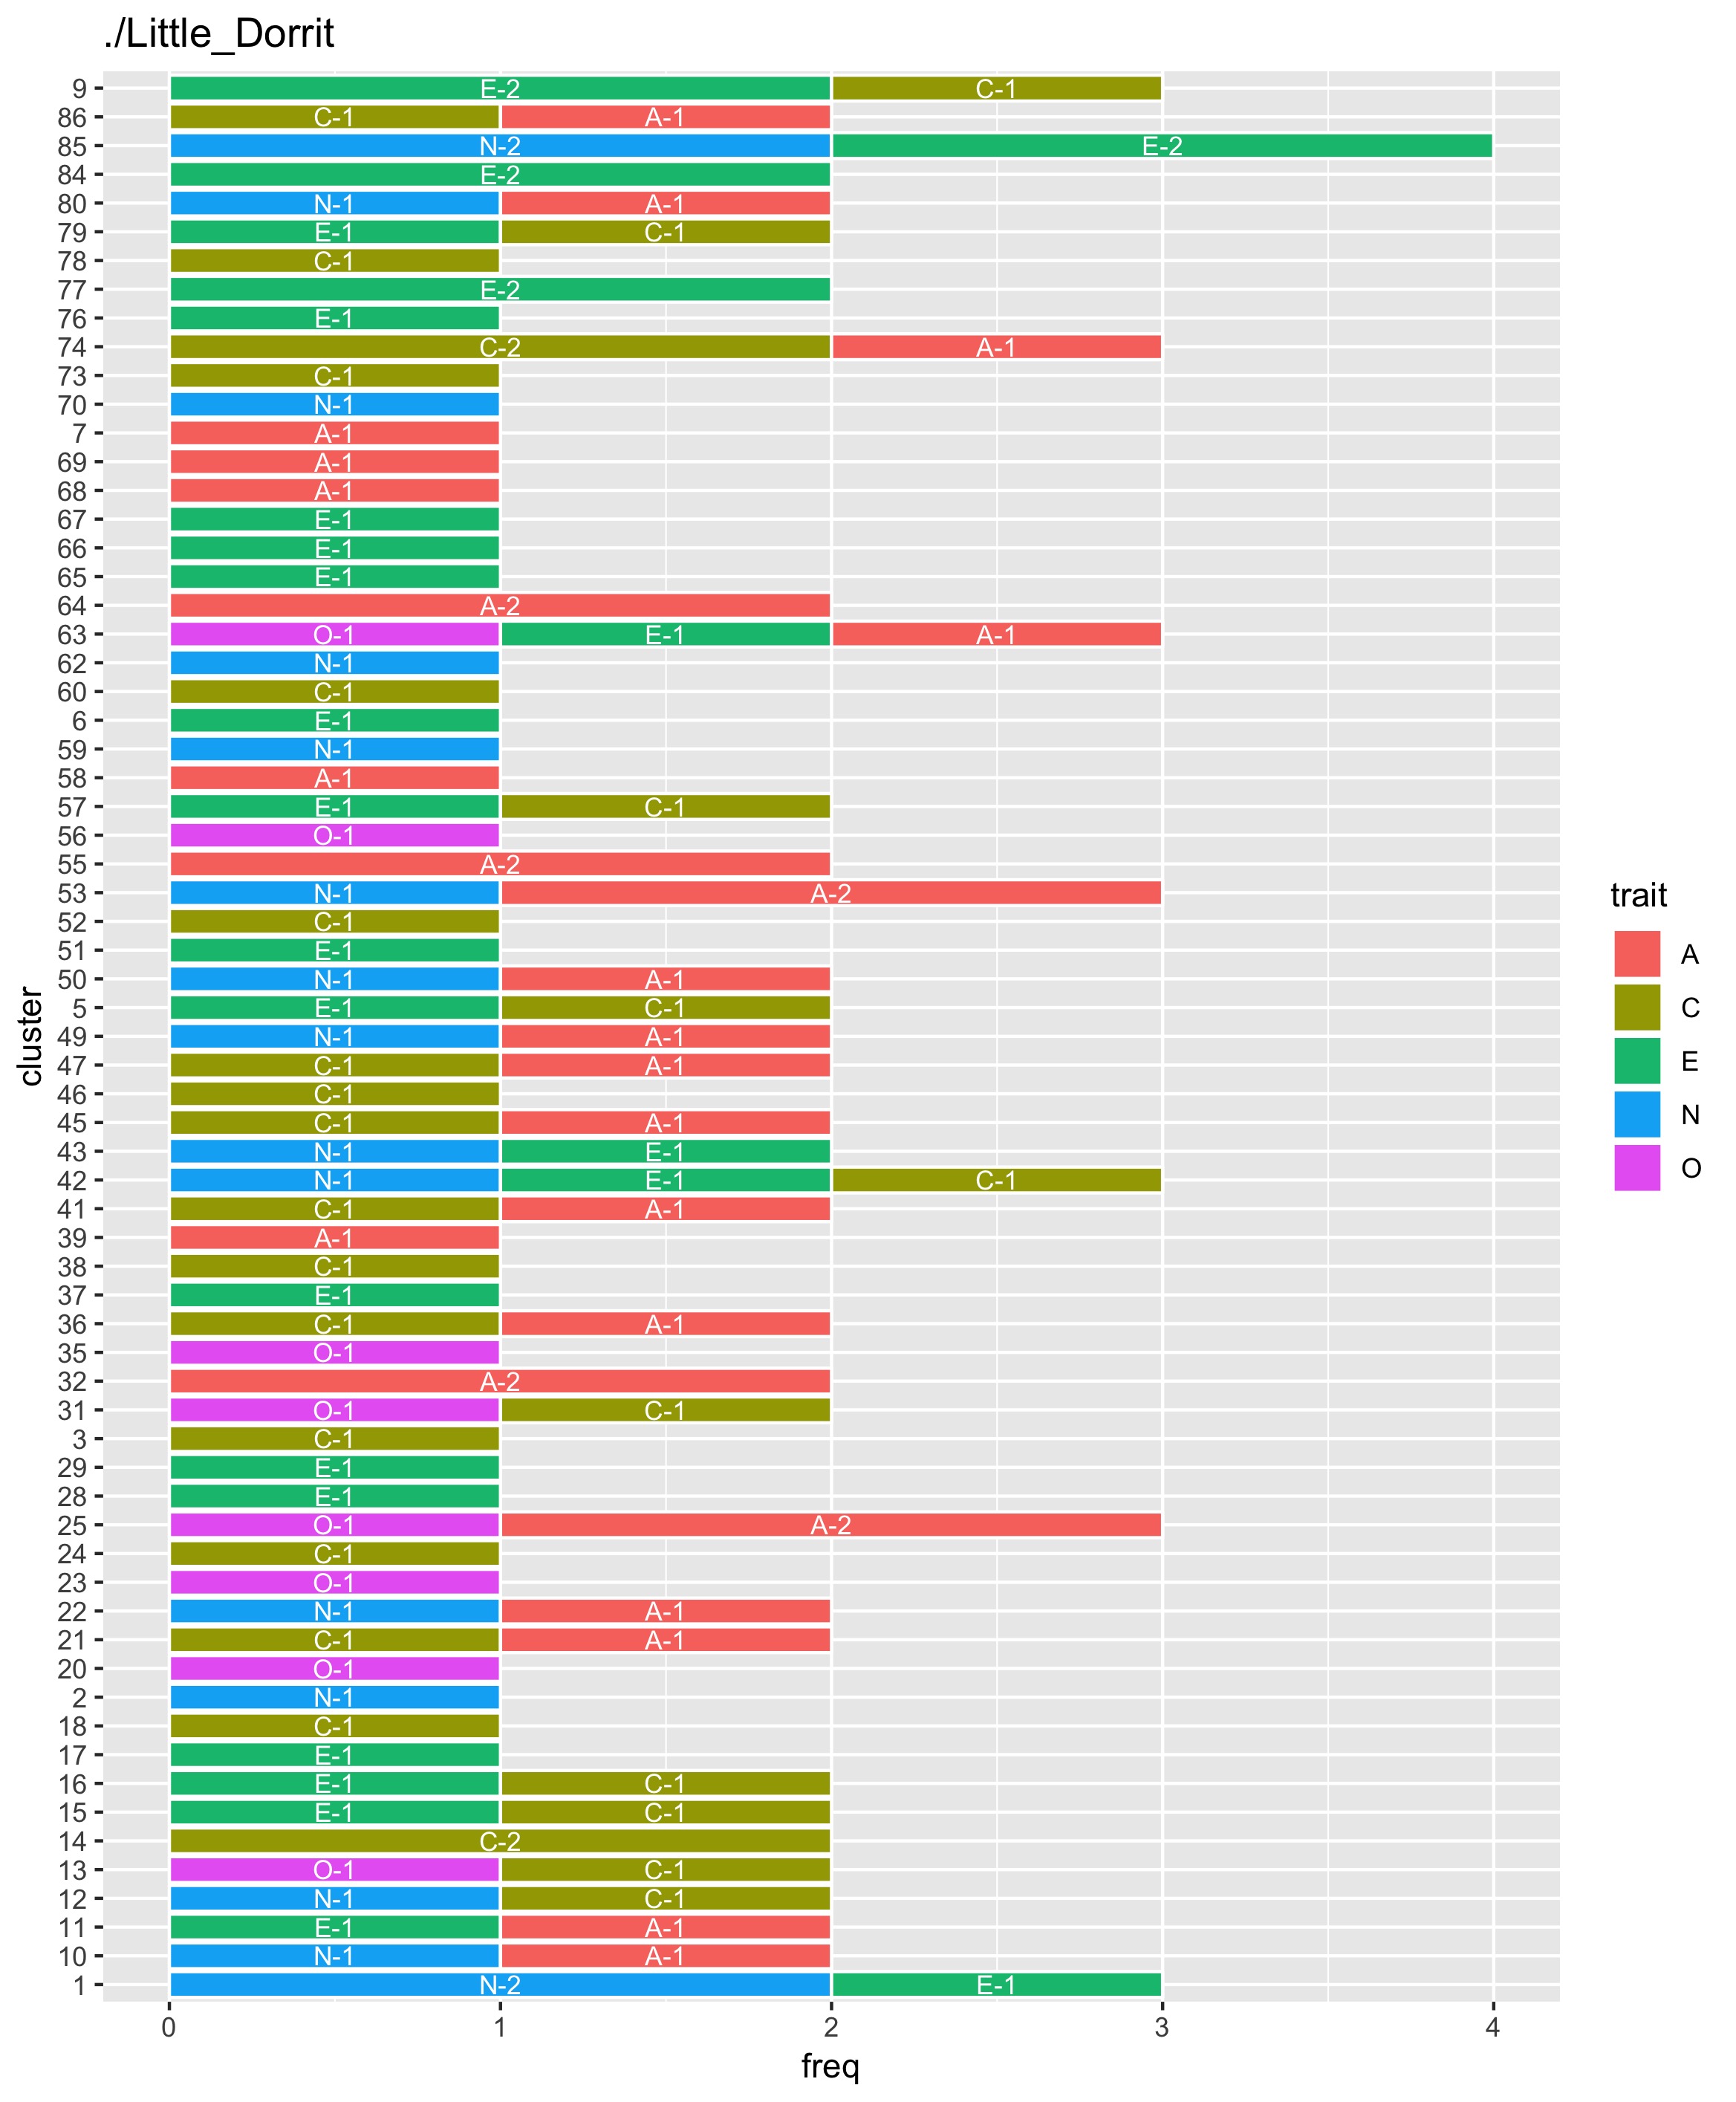 ./Little_Dorrit
9 E-2 C-1
86 C-1 A-1
85 N-2 E-2
84 E-2
80 N-1 A-1
79 E-1 C-1
78 C-1
77 E-2
76 E-1
74 C-2 A-1
73 C-1
70 N-1
7 A-1
69 A-1
68 A-1
67 E-1
66 E-1
65 E-1
64 A-2
63 O-1 E-1 A-1
62 N-1
60 C-1
6 E-1
59 N-1
58 A-1
57 E-1 C-1
56 O-1
55 A-2
53 N-1 A-2
52 C-1
51 E-1
50 N-1 A-1
5 E-1 C-1
49 N-1 A-1
47 C-1 A-1
46 C-1
45 C-1 A-1
43 N-1 E-1
42 N-1 E-1 C-1
41 C-1 A-1
39 A-1
38 C-1
37 E-1
36 C-1 A-1
35 O-1
32 A-2
31 O-1 C-1
3 C-1
29 E-1
28 E-1
25 O-1 A-2
24 C-1
23 O-1
22 N-1 A-1
21 C-1 A-1
20 O-1
2 N-1
18 C-1
17 E-1
16 E-1 C-1
15 E-1 C-1
14 C-2
13 O-1 C-1
12 N-1 C-1
11 E-1 A-1
10 N-1 A-1
1 N-2 E-1
0 1 2 3 4
freq
cluster
trait
A
C
E
N
O